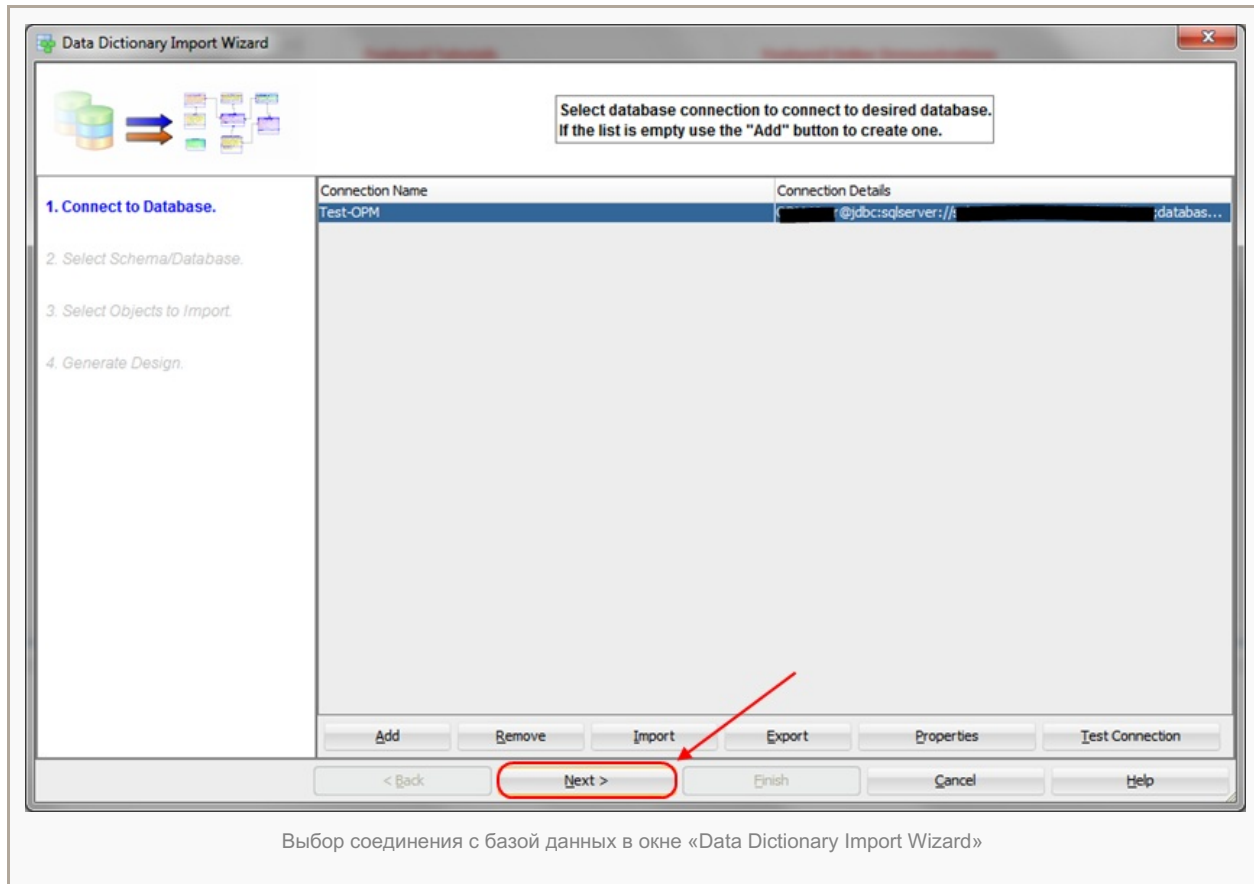 Data Dictionary Import Wizard
Select database connection to connect to desired database.
If the list is empty use the "Add" button to create one.
1. Connect to Database.
2. Select Schema/Database.
3. Select Objects to Import.
4. Generate Design.
Connection Name Connection Details
Test-OPM @jdbc:sqlserver:// ;databas...
Add Remove Import Export Properties Test Connection
< Back Next > Finish Cancel Help
Выбор соединения с базой данных в окне «Data Dictionary Import Wizard»